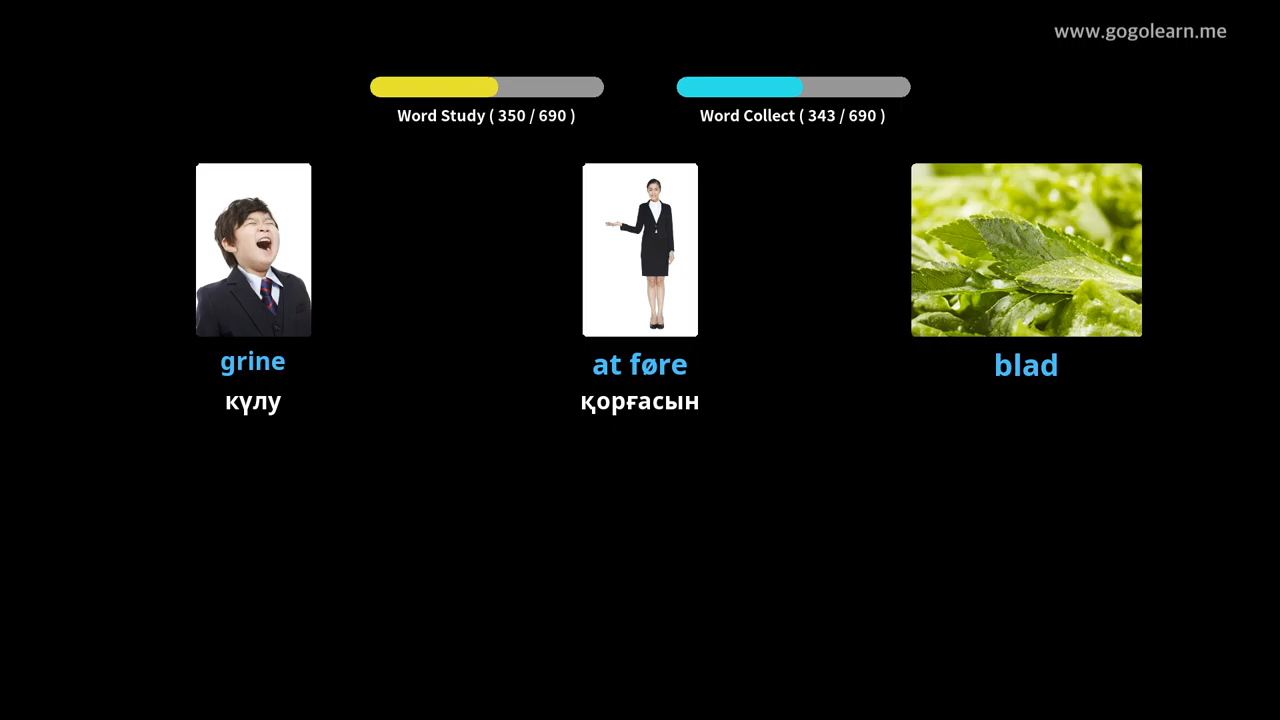 www.gogolearn.me
Word Study ( 350 / 690 )
Word Collect ( 343 / 690 )
grine
at føre
blad
күлу
қорғасын